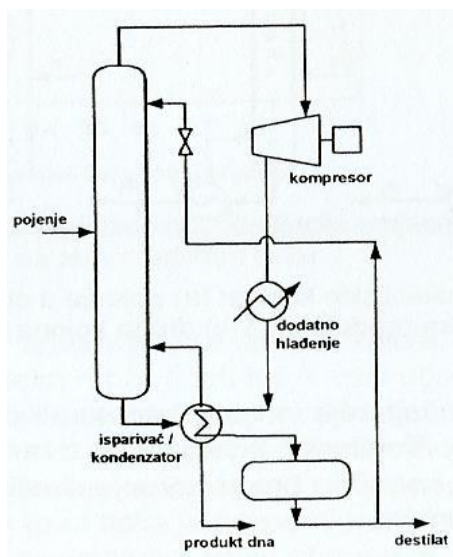 kompresor
pojenje
dodatno
hlađenje
isparivač /
kondenzator
produkt dna
destilat